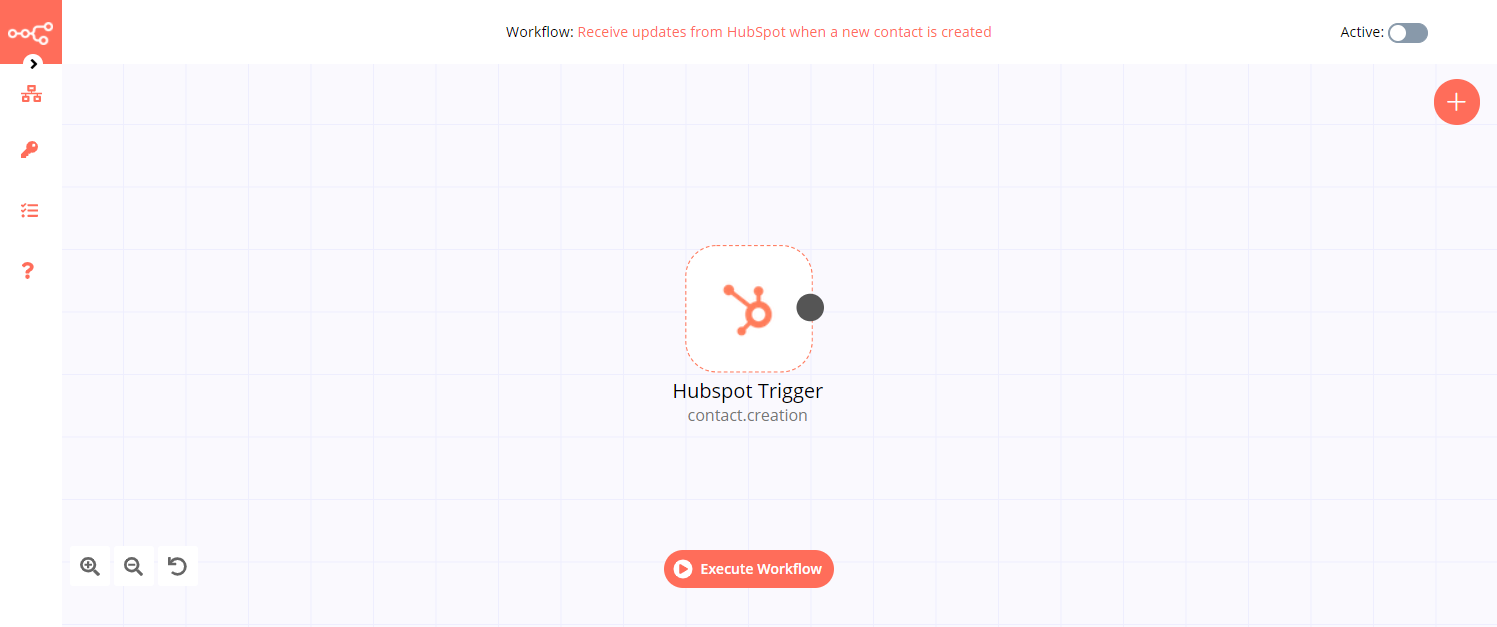 Workflow: Receive updates from HubSpot when a new contact is created
Active:
Hubspot Trigger
contact.creation
Execute Workflow